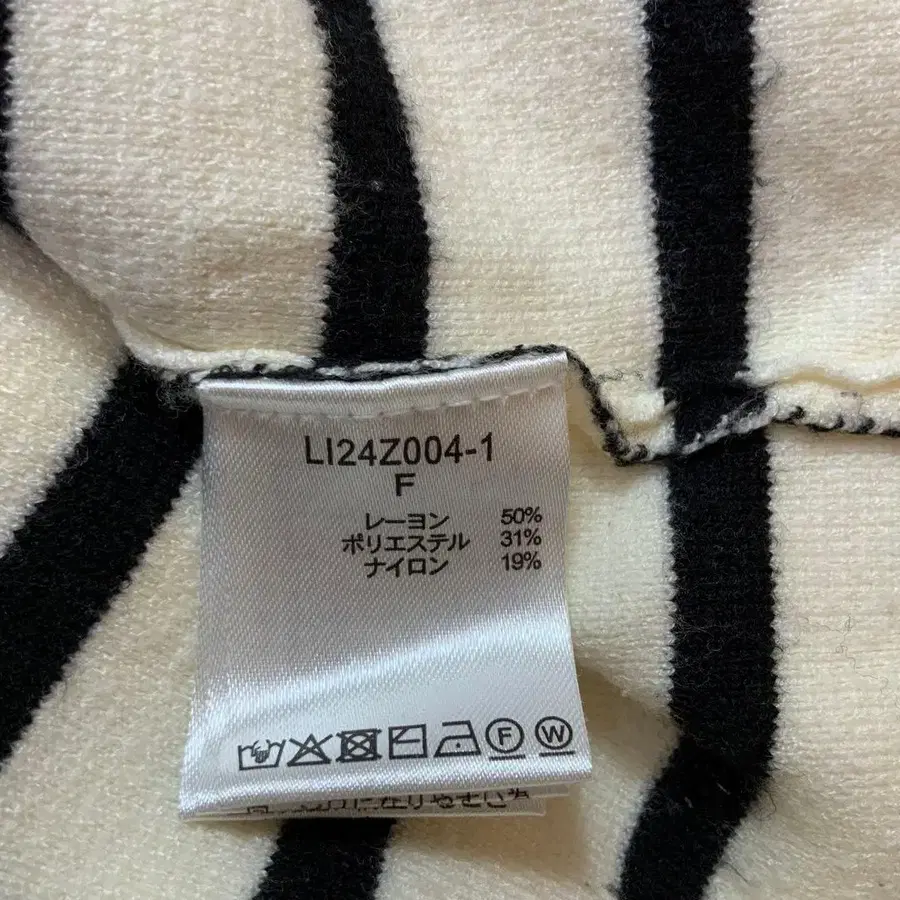 LI24Z004-1
F
レーヨン 50%
ポリエステル 31%
ナイロン 19%
F W